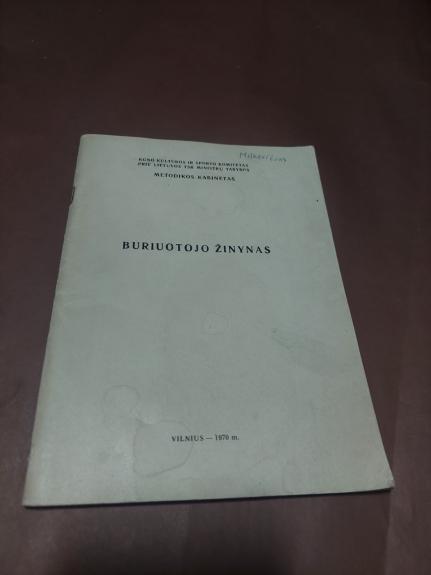 KŪNO KULTŪROS IR SPORTO KOMITETAS
PRIE LIETUVOS TSR MINISTRŲ TARYBOS
METODIKOS KABINETAS
BURIUOTOJO ŽINYNAS
VILNIUS — 1970 m.